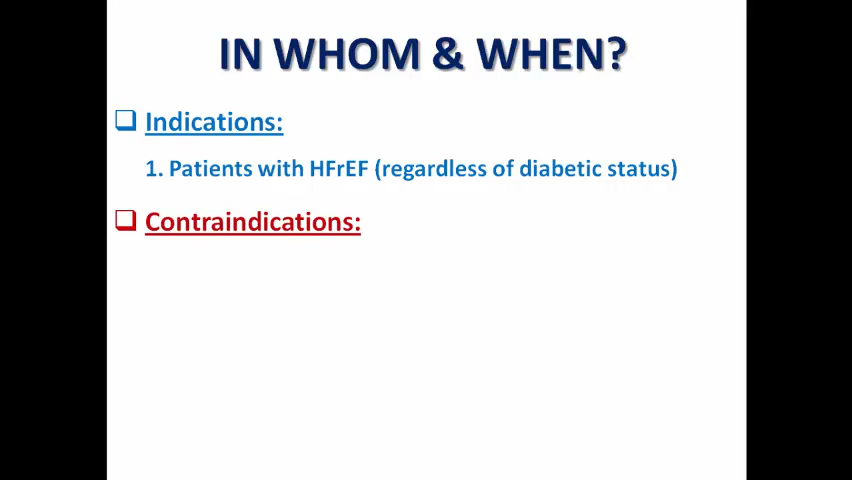 IN WHOM & WHEN?
Indications:
1. Patients with HFrEF (regardless of diabetic status)
Contraindications: